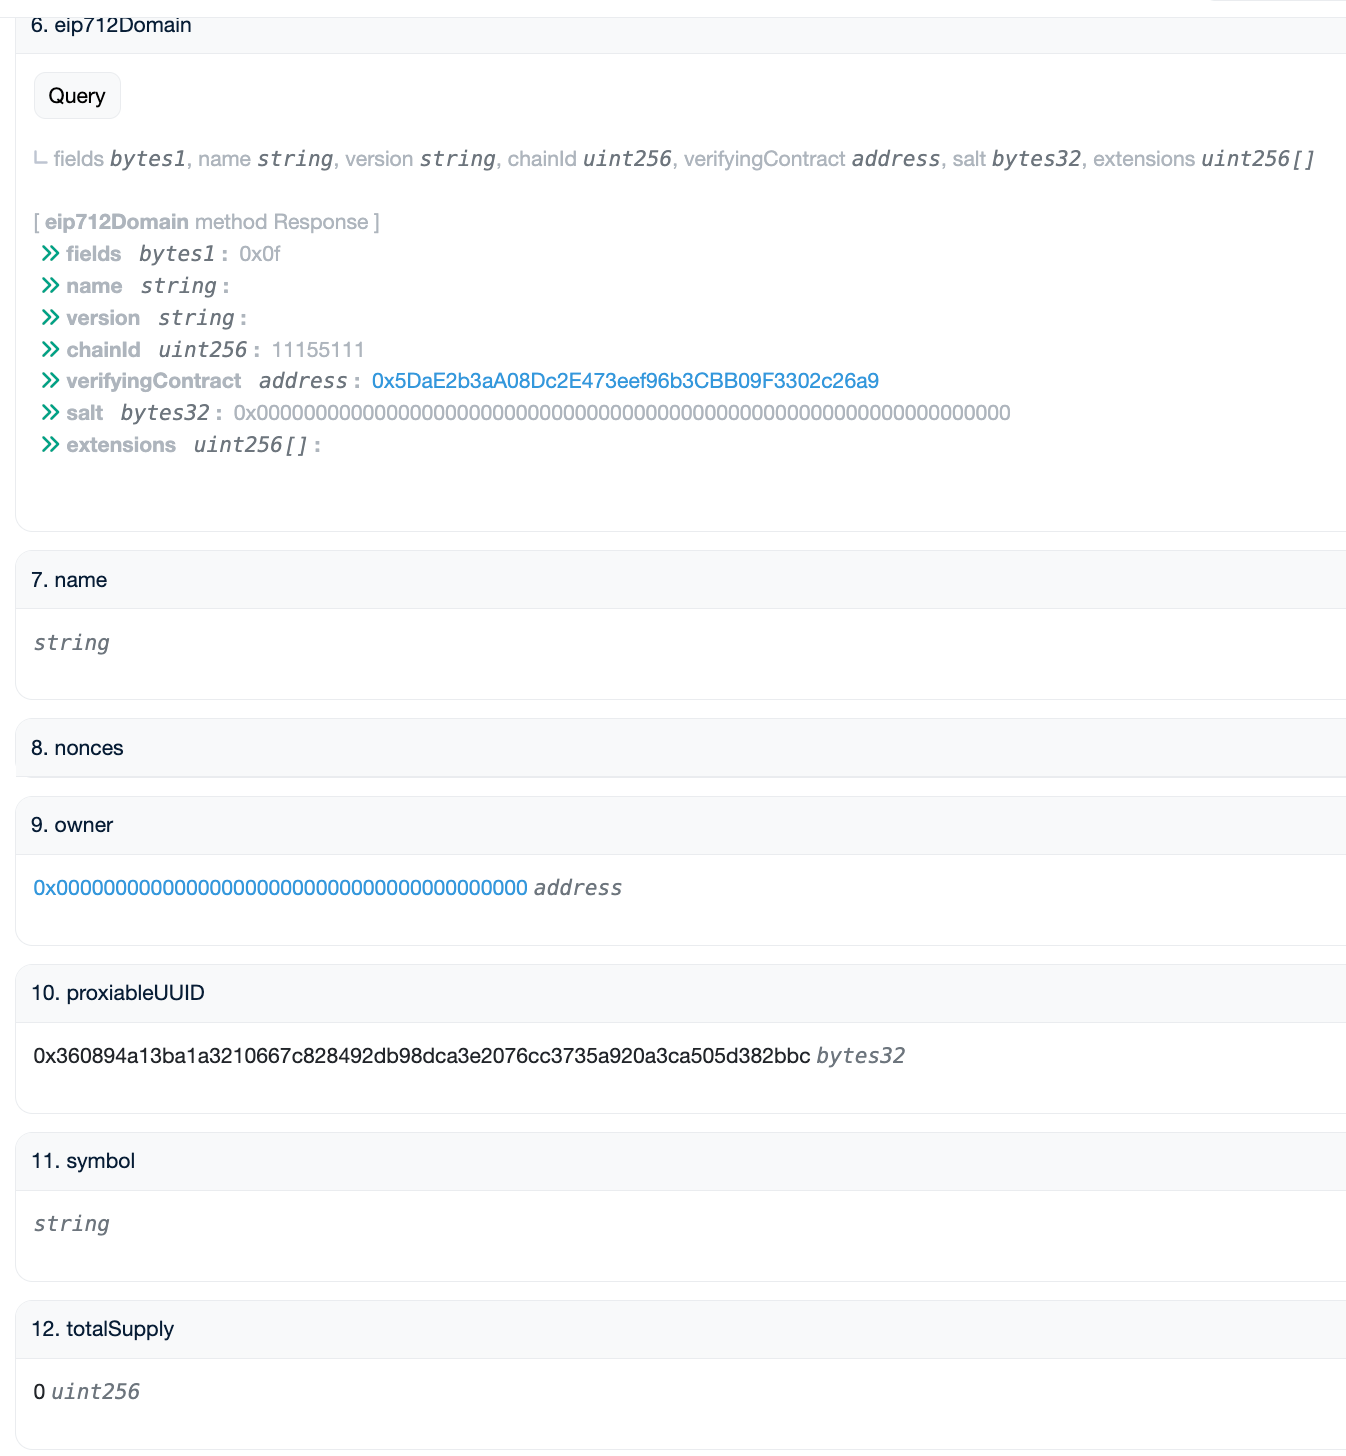 6. eip712Domain
Query
fields bytes1, name string, version string, chainId uint256, verifyingContract address, salt bytes32, extensions uint256[]
[ eip712Domain method Response ]
fields bytes1 : 0x0f
name string :
version string :
chainId uint256 : 11155111
verifyingContract address : 0x5DaE2b3aA08Dc2E473eef96b3CBB09F3302c26a9
salt bytes32 : 0x0000000000000000000000000000000000000000000000000000000000000000
extensions uint256[] :
7. name
string
8. nonces
9. owner
0x0000000000000000000000000000000000000000 address
10. proxiableUUID
0x360894a13ba1a3210667c828492db98dca3e2076cc3735a920a3ca505d382bbc bytes32
11. symbol
string
12. totalSupply
0 uint256